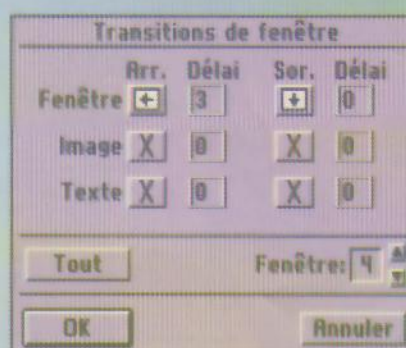 Transitions de fenêtre
Arr. Délai Sor. Délai
Fenêtre 3 0
Image X 0 X 0
Texte X 0 X 0
Tout Fenêtre: 4
OK Annuler